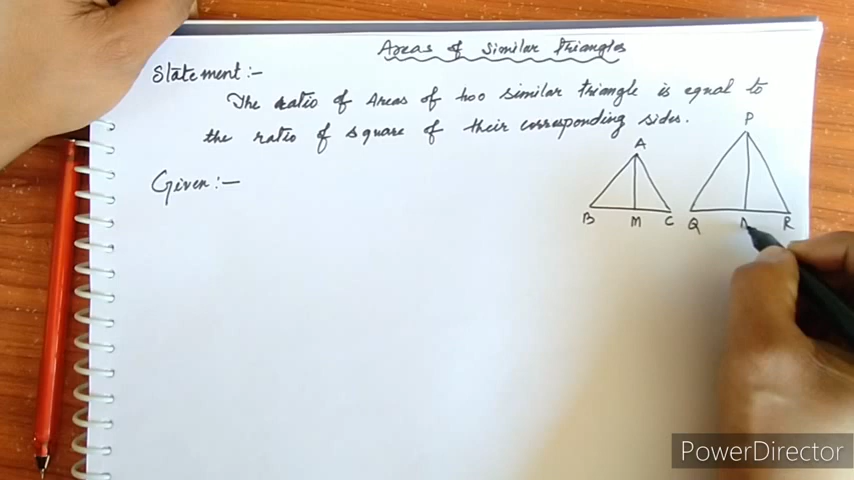 Areas of Similar Triangles
Statement:-
The ratio of Areas of two similar triangle is equal to
the ratio of square of their corresponding sides.
Given:-
A
P
B M C
Q R
PowerDirector